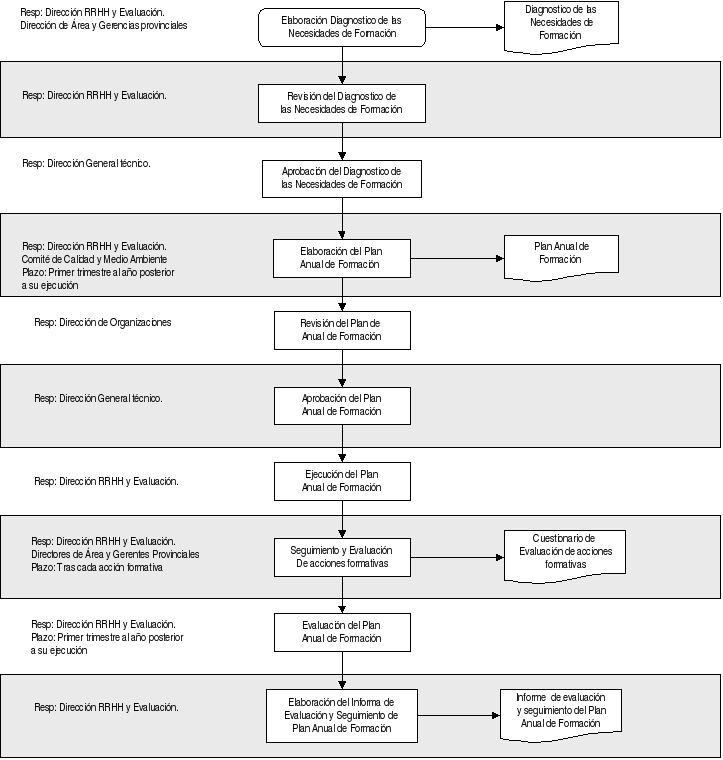 Resp: Dirección RRHH y Evaluación.
Dirección de Área y Gerencias provinciales
Elaboración Diagnostico de las
Necesidades de Formación
Diagnostico de las
Necesidades de
Formación
Resp: Dirección RRHH y Evaluación.
Revisión del Diagnostico de
las Necesidades de Formación
Resp: Dirección General técnico.
Aprobación del Diagnostico de
las Necesidades de Formación
Resp: Dirección RRHH y Evaluación.
Comité de Calidad y Medio Ambiente
Plazo: Primer trimestre al año posterior
a su ejecución
Elaboración del Plan
Anual de Formación
Plan Anual de
Formación
Resp: Dirección de Organizaciones
Revisión del Plan de
Anual de Formación
Resp: Dirección General técnico.
Aprobación del Plan
Anual de Formación
Resp: Dirección RRHH y Evaluación.
Ejecución del Plan
Anual de Formación
Resp: Dirección RRHH y Evaluación.
Directores de Área y Gerentes Provinciales
Plazo: Tras cada acción formativa
Seguimiento y Evaluación
De acciones formativas
Cuestionario de
Evaluación de acciones
formativas
Resp: Dirección RRHH y Evaluación.
Plazo: Primer trimestre al año posterior
a su ejecución
Evaluación del Plan
Anual de Formación
Resp: Dirección RRHH y Evaluación.
Elaboración del Informa de
Evaluación y Seguimiento de
Plan Anual de Formación
Informe de evaluación
y seguimiento del Plan
Anual de Formación